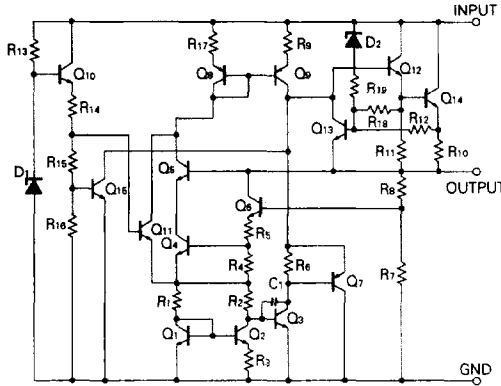 INPUT
R13
Q10
R17
R9
D2
Q8
Q9
Q12
R14
R19
Q14
R18
R12
Q13
R15
R11
R10
D1
Q5
OUTPUT
Q15
R8
Q6
R16
Q11
R5
Q4
R4
R6
R7
Q7
R1
R2
C1
Q1
Q2
Q3
R3
GND